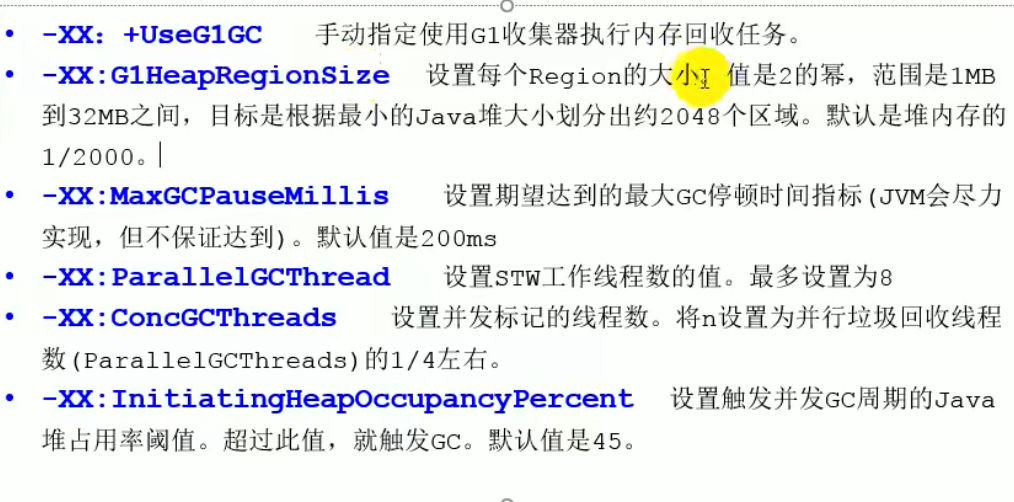 • -XX: +UseG1GC 手动指定使用G1收集器执行内存回收任务。
• -XX:G1HeapRegionSize 设置每个Region的大小 值是2的幂，范围是1MB
到32MB之间，目标是根据最小的Java堆大小划分出约2048个区域。默认是堆内存的
1/2000。
• -XX:MaxGCPauseMillis 设置期望达到的最大GC停顿时间指标(JVM会尽力
实现，但不保证达到)。默认值是200ms
• -XX:ParallelGCThread 设置STW工作线程数的值。最多设置为8
• -XX:ConcGCThreads 设置并发标记的线程数。将n设置为并行垃圾回收线程
数(ParallelGCThreads)的1/4左右。
• -XX:InitiatingHeapOccupancyPercent 设置触发并发GC周期的Java
堆占用率阈值。超过此值，就触发GC。默认值是45。